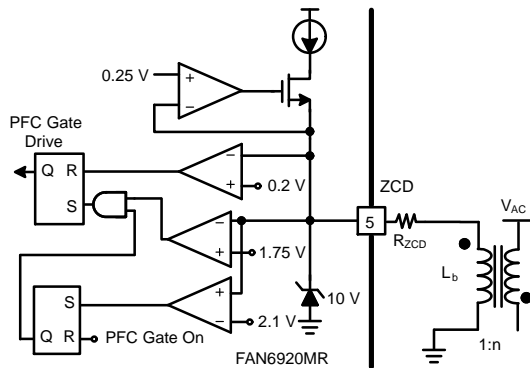 0.25 V
+
−
PFC Gate
Drive
Q R
S
−
+
0.2 V
ZCD
5
R_ZCD
V_AC
−
+
1.75 V
L_b
+
−
2.1 V
10 V
S
Q R
PFC Gate On
1:n
FAN6920MR